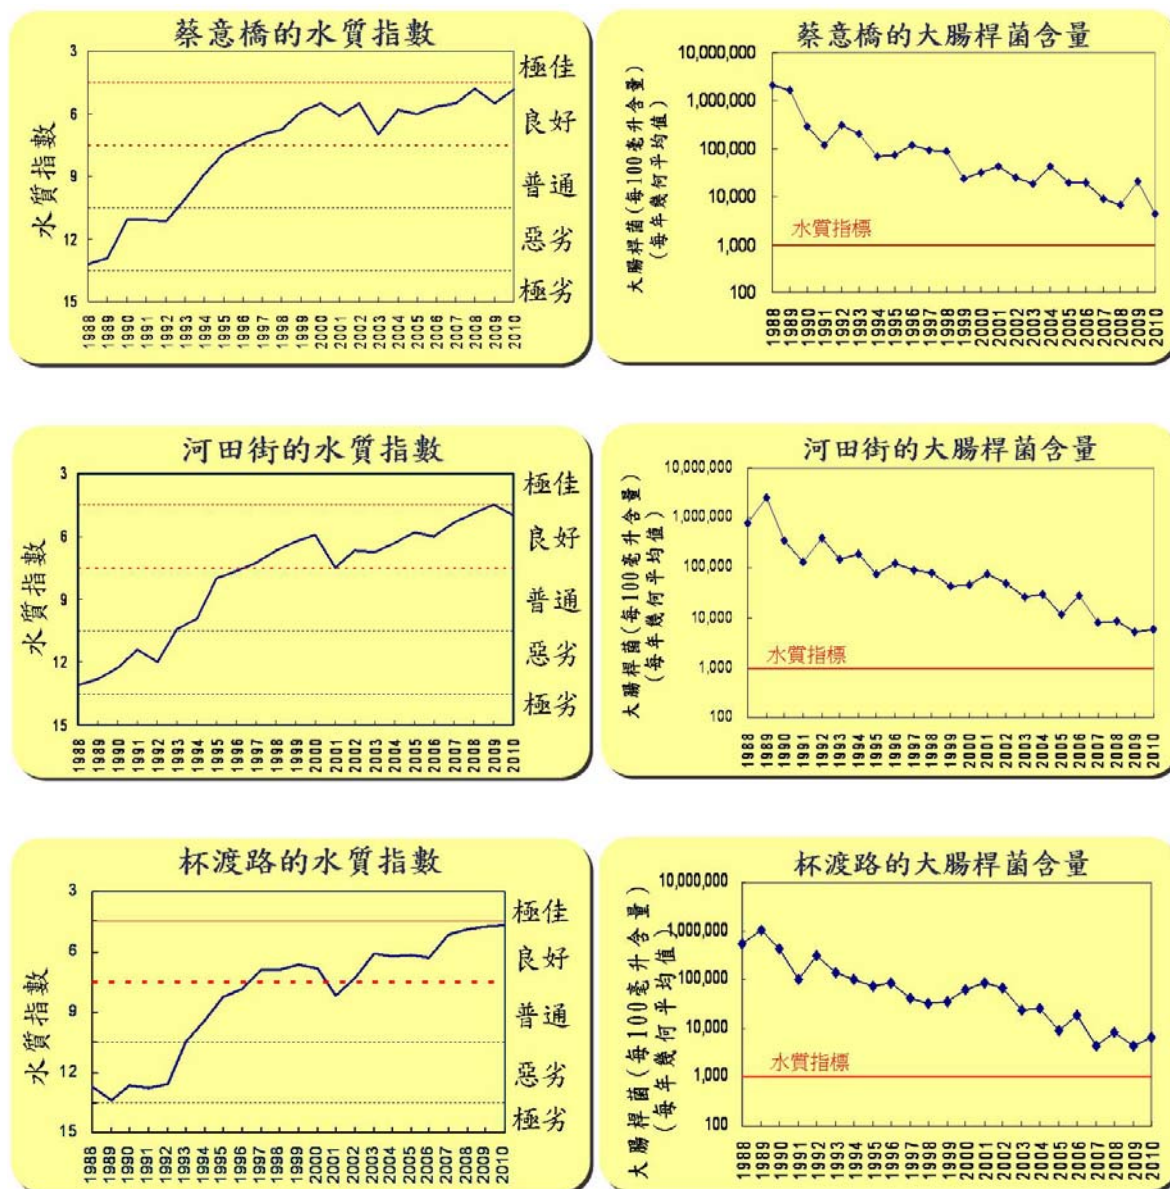 蔡意橋的水質指數
水質指數
3
6
9
12
15
極佳
良好
普通
惡劣
極劣
1988 1989 1990 1991 1992 1993 1994 1995 1996 1997 1998 1999 2000 2001 2002 2003 2004 2005 2006 2007 2008 2009 2010
蔡意橋的大腸桿菌含量
大腸桿菌(每100毫升含量)
(每年幾何平均值)
10,000,000
1,000,000
100,000
10,000
1,000
100
水質指標
1988 1989 1990 1991 1992 1993 1994 1995 1996 1997 1998 1999 2000 2001 2002 2003 2004 2005 2006 2007 2008 2009 2010
河田街的水質指數
水質指數
3
6
9
12
15
極佳
良好
普通
惡劣
極劣
1988 1989 1990 1991 1992 1993 1994 1995 1996 1997 1998 1999 2000 2001 2002 2003 2004 2005 2006 2007 2008 2009 2010
河田街的大腸桿菌含量
大腸桿菌(每100毫升含量)
(每年幾何平均值)
10,000,000
1,000,000
100,000
10,000
1,000
100
水質指標
1988 1989 1990 1991 1992 1993 1994 1995 1996 1997 1998 1999 2000 2001 2002 2003 2004 2005 2006 2007 2008 2009 2010
杯渡路的水質指數
水質指數
3
6
9
12
15
極佳
良好
普通
惡劣
極劣
1988 1989 1990 1991 1992 1993 1994 1995 1996 1997 1998 1999 2000 2001 2002 2003 2004 2005 2006 2007 2008 2009 2010
杯渡路的大腸桿菌含量
大腸桿菌(每100毫升含量)
(每年幾何平均值)
10,000,000
1,000,000
100,000
10,000
1,000
100
水質指標
1988 1989 1990 1991 1992 1993 1994 1995 1996 1997 1998 1999 2000 2001 2002 2003 2004 2005 2006 2007 2008 2009 2010